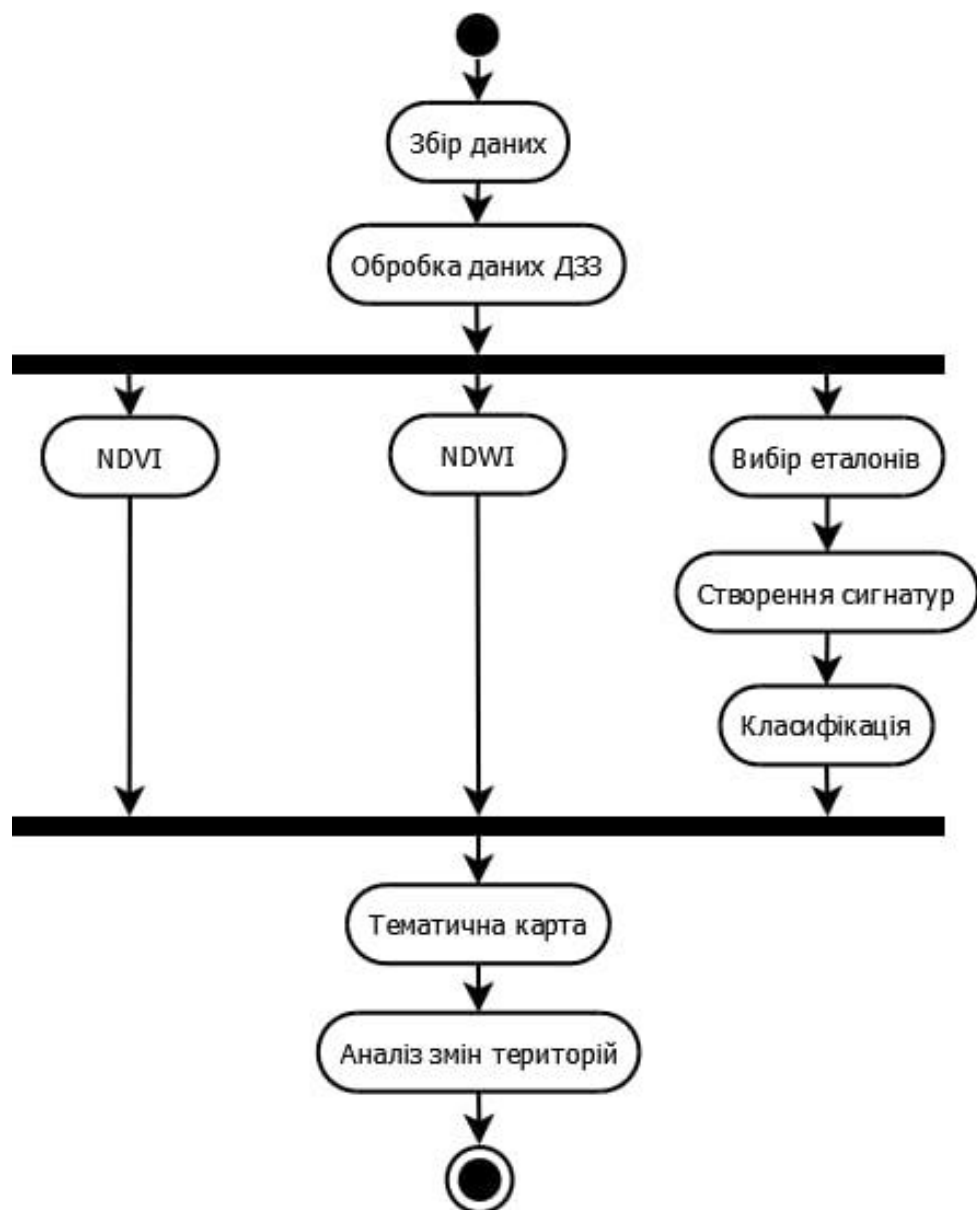 Збір даних
Обробка даних ДЗЗ
NDVI
NDWI
Вибір еталонів
Створення сигнатур
Класифікація
Тематична карта
Аналіз змін територій